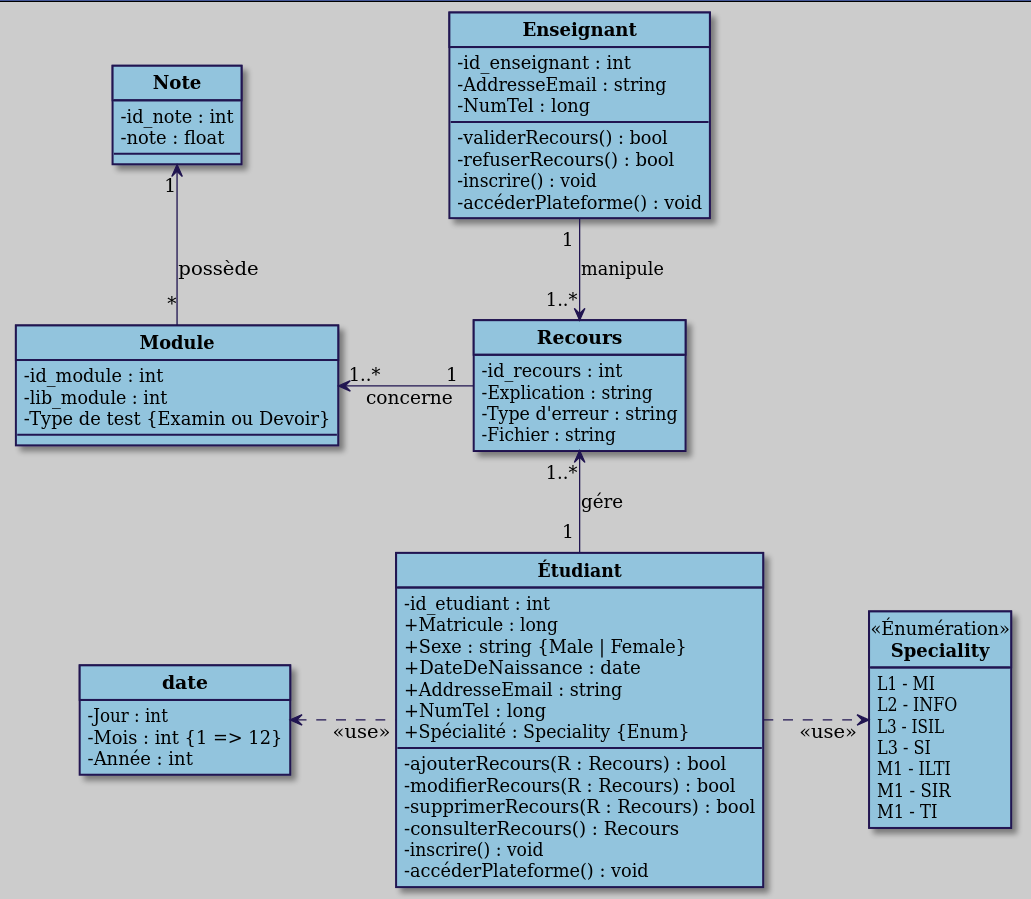 Enseignant
-id_enseignant : int
-AddresseEmail : string
-NumTel : long
-validerRecours() : bool
-refuserRecours() : bool
-inscrire() : void
-accéderPlateforme() : void
Note
-id_note : int
-note : float
1
possède
*
1
manipule
1..*
Module
-id_module : int
-lib_module : int
-Type de test {Examin ou Devoir}
1..*
1
concerne
Recours
-id_recours : int
-Explication : string
-Type d'erreur : string
-Fichier : string
1..*
gére
1
Étudiant
-id_etudiant : int
+Matricule : long
+Sexe : string {Male | Female}
+DateDeNaissance : date
+AddresseEmail : string
+NumTel : long
+Spécialité : Speciality {Enum}
-ajouterRecours(R : Recours) : bool
-modifierRecours(R : Recours) : bool
-supprimerRecours(R : Recours) : bool
-consulterRecours() : Recours
-inscrire() : void
-accéderPlateforme() : void
date
-Jour : int
-Mois : int {1 => 12}
-Année : int
«use»
«use»
«Énumération»
Speciality
L1 - MI
L2 - INFO
L3 - ISIL
L3 - SI
M1 - ILTI
M1 - SIR
M1 - TI